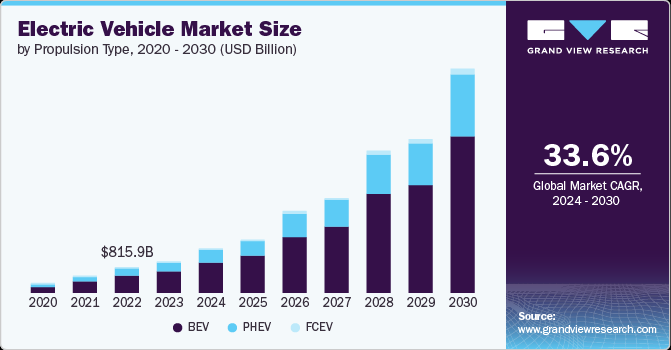 Electric Vehicle Market Size
by Propulsion Type, 2020 - 2030 (USD Billion)
$815.9B
2020 2021 2022 2023 2024 2025 2026 2027 2028 2029 2030
BEV PHEV FCEV
GRAND VIEW RESEARCH
33.6%
Global Market CAGR,
2024 - 2030
Source:
www.grandviewresearch.com